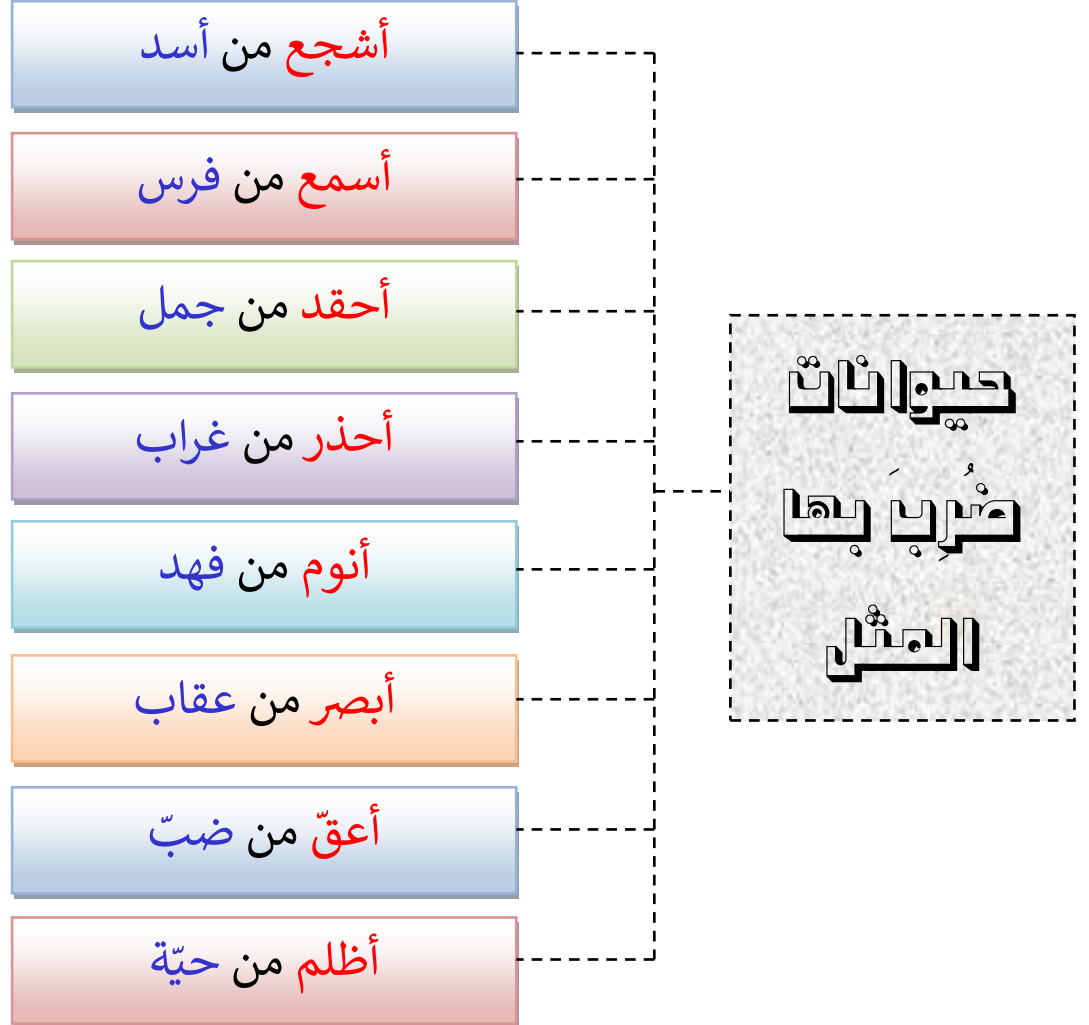 حيوانات
ضُرِبَ بها
المثل
أشجع من أسد
أسمع من فرس
أحقد من جمل
أحذر من غراب
أنوم من فهد
أبصر من عقاب
أعقّ من ضبّ
أظلم من حيّة